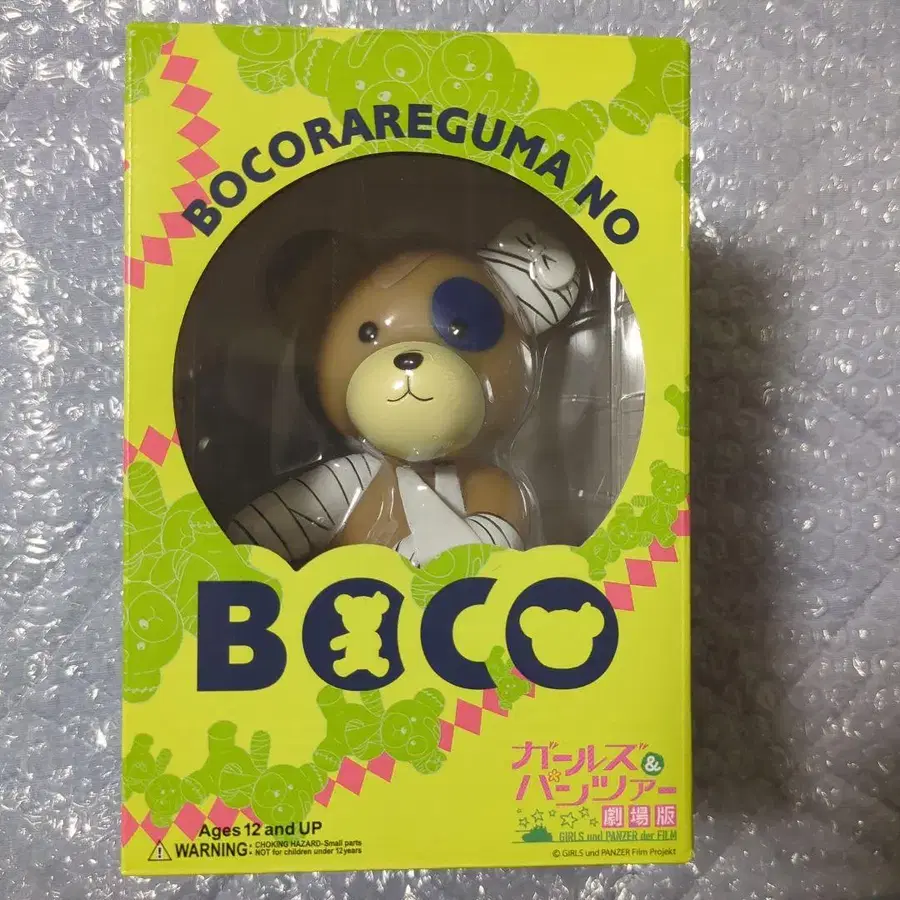 BOCORAREGUMA NO
BOCO
ガールズ&
パンツァー
劇場版
GIRLS und PANZER der FILM
© GIRLS und PANZER Film Projekt
Ages 12 and UP
WARNING: CHOKING HAZARD-Small parts
NOT for children under 12years